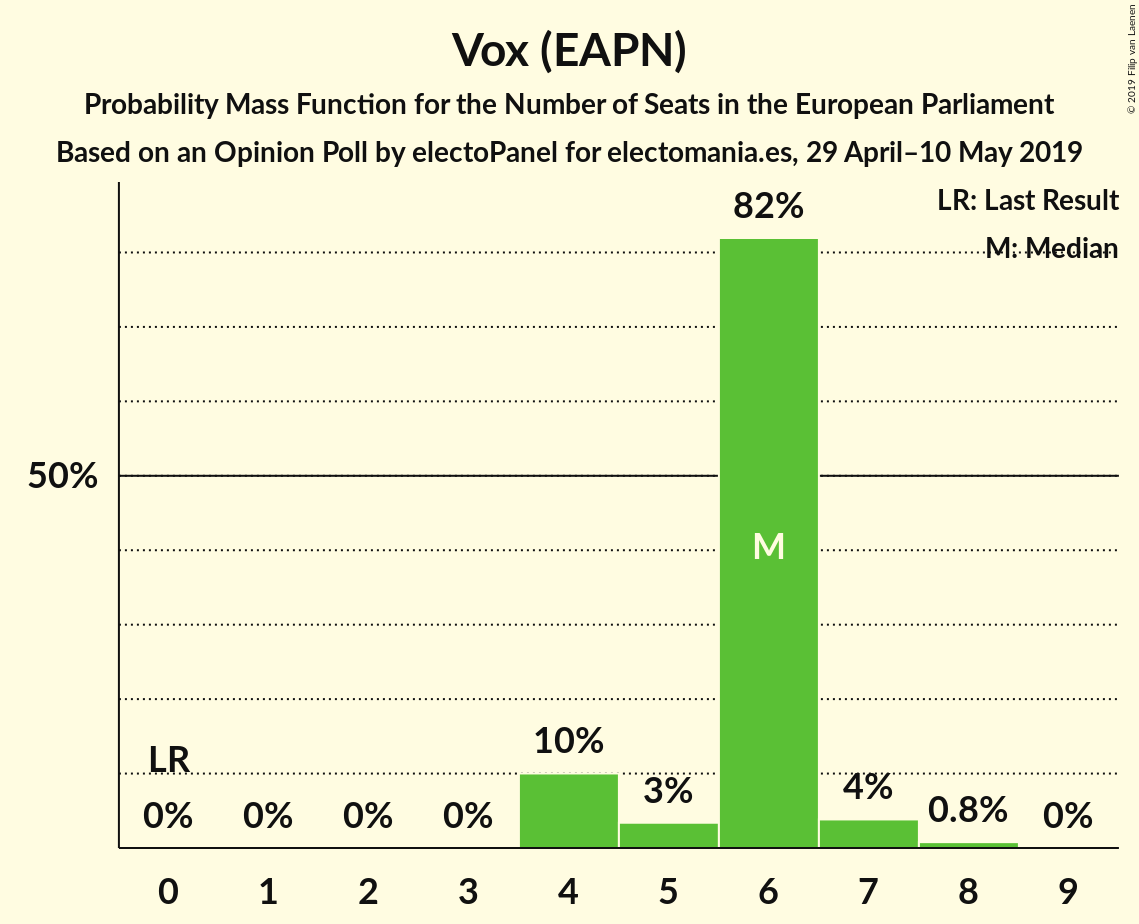 Vox (EAPN)
Probability Mass Function for the Number of Seats in the European Parliament
Based on an Opinion Poll by electoPanel for electomania.es, 29 April–10 May 2019
© 2019 Filip van Laenen
LR: Last Result
M: Median
82%
50%
M
LR
10%
3%
4%
0.8%
0%
0%
0%
0%
0%
0 1 2 3 4 5 6 7 8 9